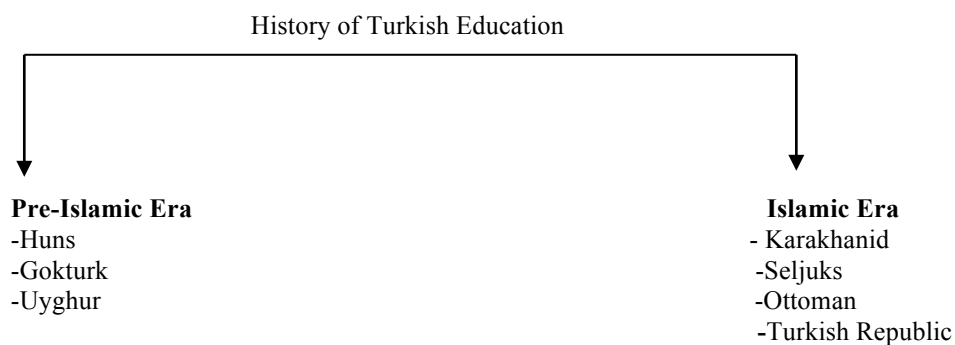 History of Turkish Education
Pre-Islamic Era
-Huns
-Gokturk
-Uyghur
Islamic Era
- Karakhanid
-Seljuks
-Ottoman
-Turkish Republic